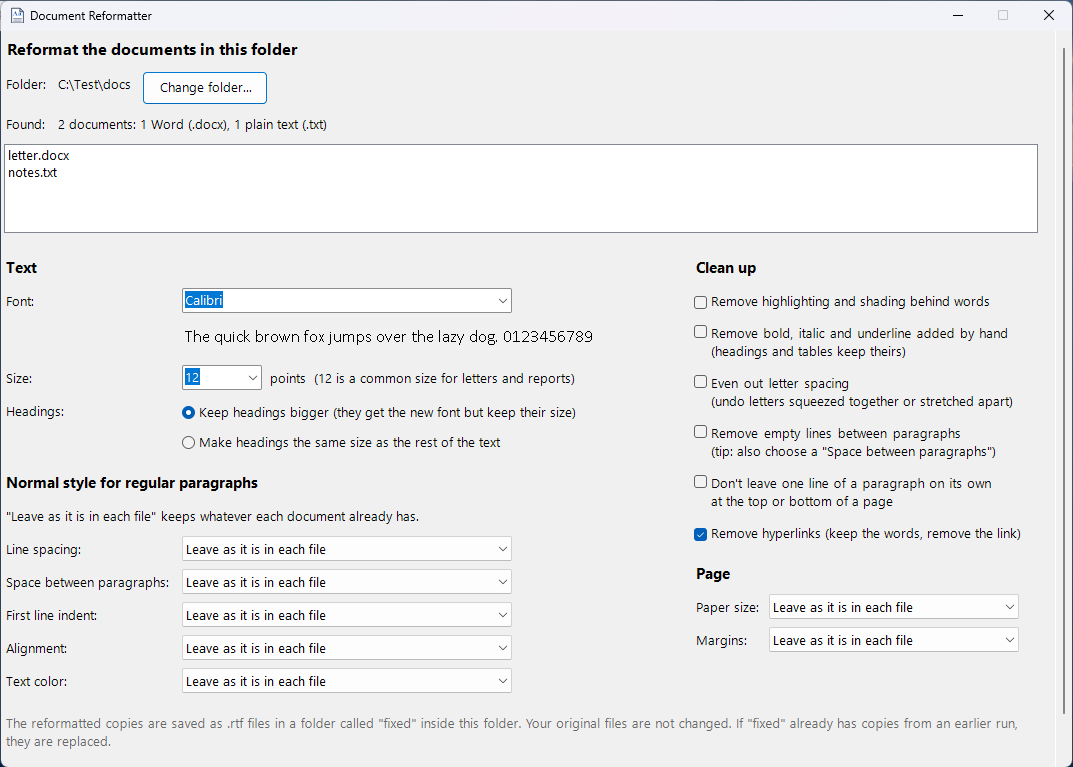 Document Reformatter
Reformat the documents in this folder
Folder: C:\Test\docs Change folder...
Found: 2 documents: 1 Word (.docx), 1 plain text (.txt)
letter.docx
notes.txt
Text
Font: Calibri
The quick brown fox jumps over the lazy dog. 0123456789
Size: 12 points (12 is a common size for letters and reports)
Headings: Keep headings bigger (they get the new font but keep their size)
Make headings the same size as the rest of the text
Normal style for regular paragraphs
"Leave as it is in each file" keeps whatever each document already has.
Line spacing: Leave as it is in each file
Space between paragraphs: Leave as it is in each file
First line indent: Leave as it is in each file
Alignment: Leave as it is in each file
Text color: Leave as it is in each file
Clean up
Remove highlighting and shading behind words
Remove bold, italic and underline added by hand
(headings and tables keep theirs)
Even out letter spacing
(undo letters squeezed together or stretched apart)
Remove empty lines between paragraphs
(tip: also choose a "Space between paragraphs")
Don't leave one line of a paragraph on its own
at the top or bottom of a page
Remove hyperlinks (keep the words, remove the link)
Page
Paper size: Leave as it is in each file
Margins: Leave as it is in each file
The reformatted copies are saved as .rtf files in a folder called "fixed" inside this folder. Your original files are not changed. If "fixed" already has copies from an earlier run,
they are replaced.